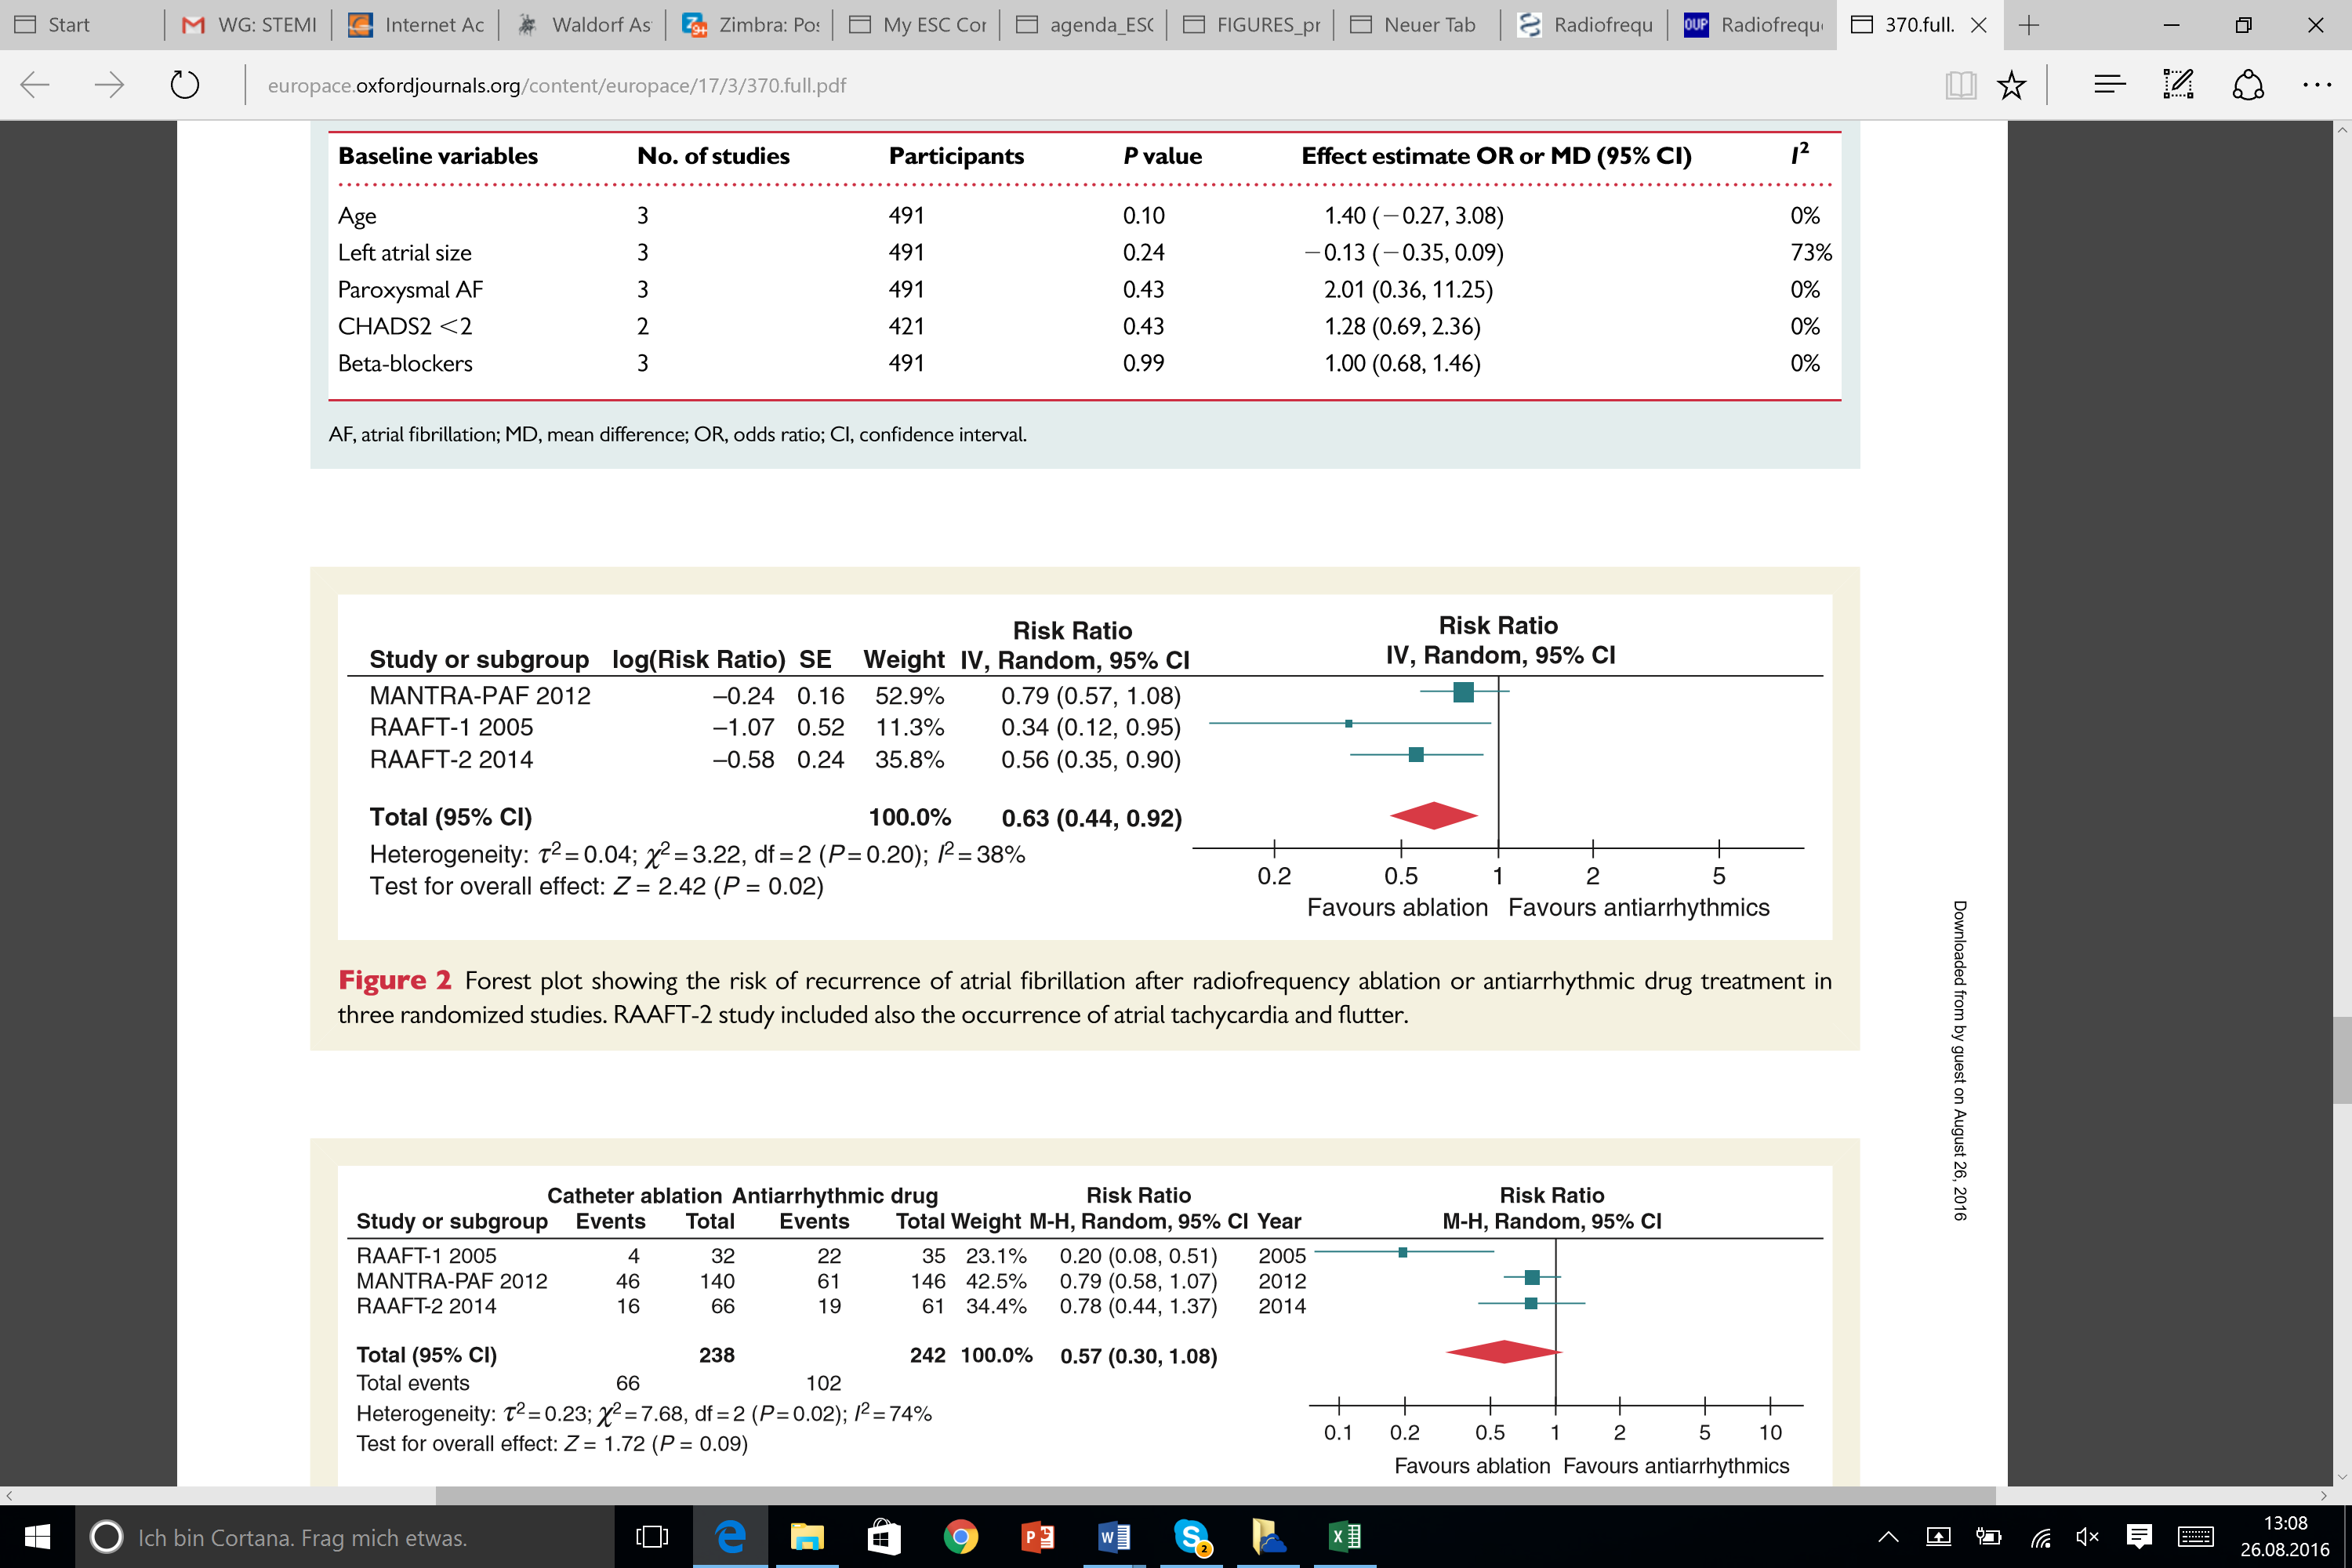 Start
WG: STEMI
Internet Ac
Waldorf As
Zimbra: Pos
My ESC Cor
agenda_ESC
FIGURES_pr
Neuer Tab
Radiofrequ
OUP Radiofreque
370.full.
europace.oxfordjournals.org/content/europace/17/3/370.full.pdf
Baseline variables No. of studies Participants P value Effect estimate OR or MD (95% CI) I²
Age 3 491 0.10 1.40 (−0.27, 3.08) 0%
Left atrial size 3 491 0.24 −0.13 (−0.35, 0.09) 73%
Paroxysmal AF 3 491 0.43 2.01 (0.36, 11.25) 0%
CHADS2 <2 2 421 0.43 1.28 (0.69, 2.36) 0%
Beta-blockers 3 491 0.99 1.00 (0.68, 1.46) 0%
AF, atrial fibrillation; MD, mean difference; OR, odds ratio; CI, confidence interval.
Risk Ratio Risk Ratio
Study or subgroup log(Risk Ratio) SE Weight IV, Random, 95% CI IV, Random, 95% CI
MANTRA-PAF 2012 –0.24 0.16 52.9% 0.79 (0.57, 1.08)
RAAFT-1 2005 –1.07 0.52 11.3% 0.34 (0.12, 0.95)
RAAFT-2 2014 –0.58 0.24 35.8% 0.56 (0.35, 0.90)
Total (95% CI) 100.0% 0.63 (0.44, 0.92)
Heterogeneity: τ² = 0.04; χ² = 3.22, df = 2 (P = 0.20); I² = 38%
Test for overall effect: Z = 2.42 (P = 0.02)
0.2 0.5 1 2 5
Favours ablation Favours antiarrhythmics
Figure 2 Forest plot showing the risk of recurrence of atrial fibrillation after radiofrequency ablation or antiarrhythmic drug treatment in
three randomized studies. RAAFT-2 study included also the occurrence of atrial tachycardia and flutter.
Downloaded from by guest on August 26, 2016
Catheter ablation Antiarrhythmic drug Risk Ratio Risk Ratio
Study or subgroup Events Total Events Total Weight M-H, Random, 95% CI Year M-H, Random, 95% CI
RAAFT-1 2005 4 32 22 35 23.1% 0.20 (0.08, 0.51) 2005
MANTRA-PAF 2012 46 140 61 146 42.5% 0.79 (0.58, 1.07) 2012
RAAFT-2 2014 16 66 19 61 34.4% 0.78 (0.44, 1.37) 2014
Total (95% CI) 238 242 100.0% 0.57 (0.30, 1.08)
Total events 66 102
Heterogeneity: τ² = 0.23; χ² = 7.68, df = 2 (P = 0.02); I² = 74%
Test for overall effect: Z = 1.72 (P = 0.09)
0.1 0.2 0.5 1 2 5 10
Favours ablation Favours antiarrhythmics
Ich bin Cortana. Frag mich etwas.
13:08
26.08.2016